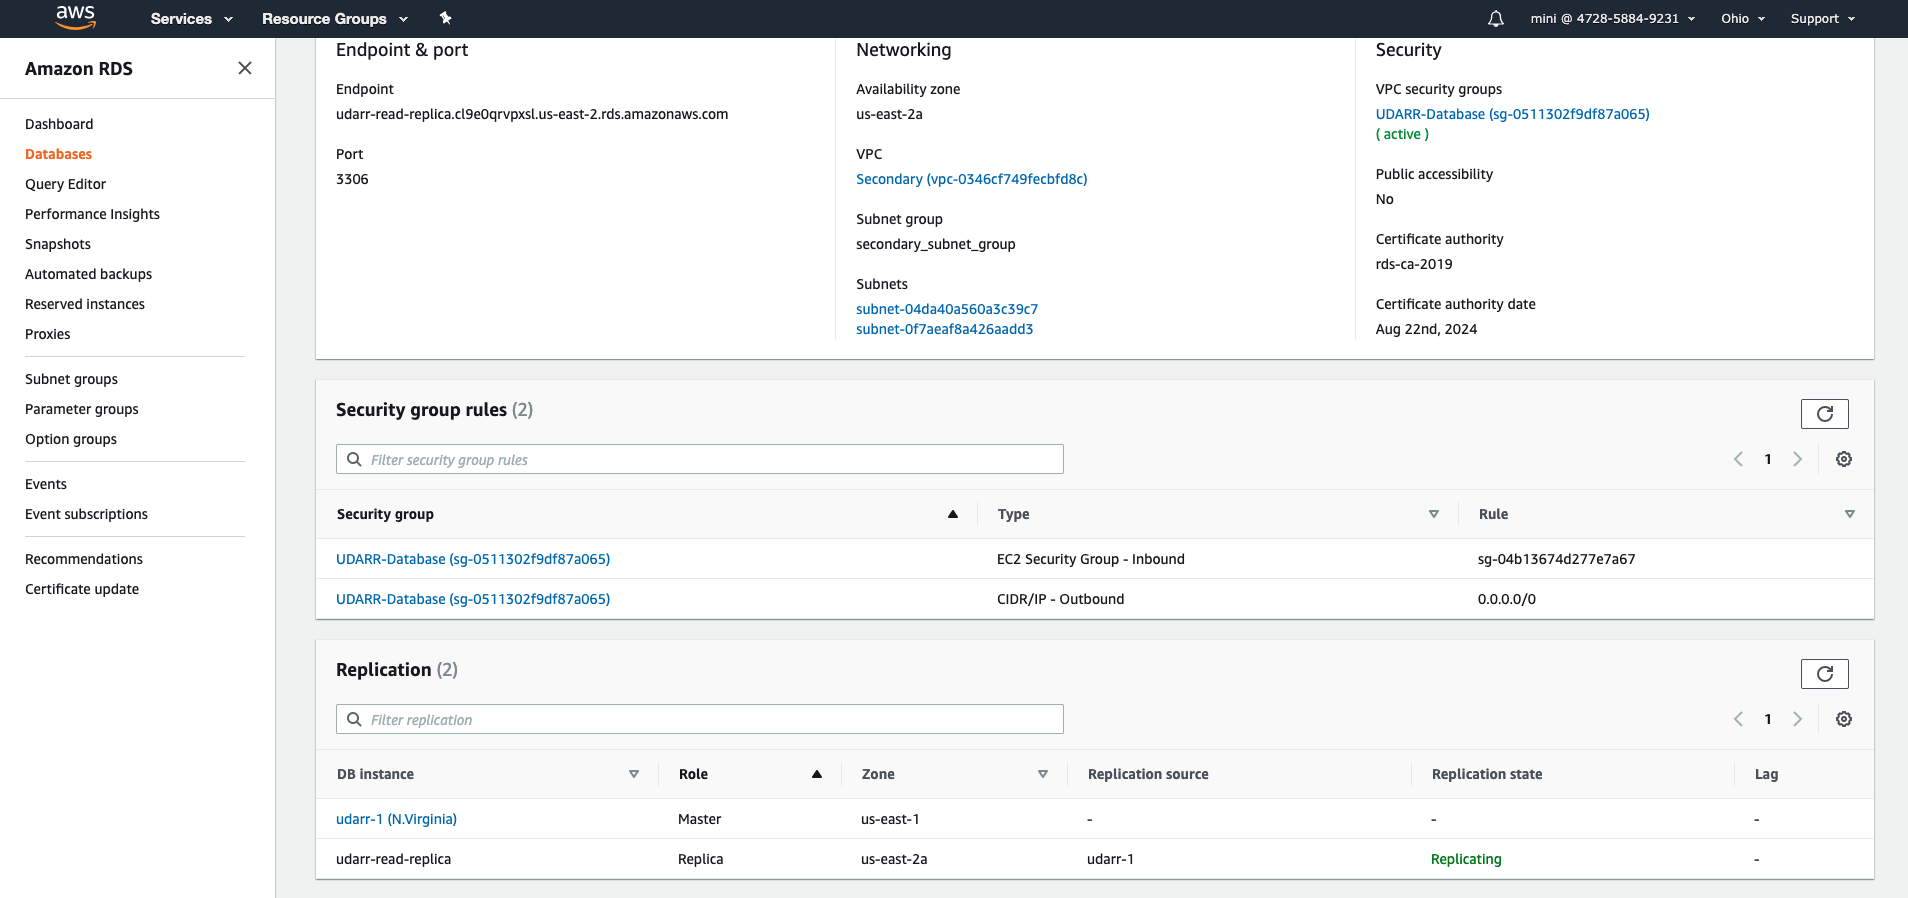 aws
Services
Resource Groups
mini @ 4728-5884-9231
Ohio
Support
Amazon RDS
Dashboard
Databases
Query Editor
Performance Insights
Snapshots
Automated backups
Reserved instances
Proxies
Subnet groups
Parameter groups
Option groups
Events
Event subscriptions
Recommendations
Certificate update
Endpoint & port
Endpoint
udarr-read-replica.cl9e0qrvpxsl.us-east-2.rds.amazonaws.com
Port
3306
Networking
Availability zone
us-east-2a
VPC
Secondary (vpc-0346cf749fecbfd8c)
Subnet group
secondary_subnet_group
Subnets
subnet-04da40a560a3c39c7
subnet-0f7aeaf8a426aadd3
Security
VPC security groups
UDARR-Database (sg-0511302f9df87a065)
( active )
Public accessibility
No
Certificate authority
rds-ca-2019
Certificate authority date
Aug 22nd, 2024
Security group rules (2)
Filter security group rules
1
Security group Type Rule
UDARR-Database (sg-0511302f9df87a065) EC2 Security Group - Inbound sg-04b13674d277e7a67
UDARR-Database (sg-0511302f9df87a065) CIDR/IP - Outbound 0.0.0.0/0
Replication (2)
Filter replication
1
DB instance Role Zone Replication source Replication state Lag
udarr-1 (N.Virginia) Master us-east-1 - - -
udarr-read-replica Replica us-east-2a udarr-1 Replicating -